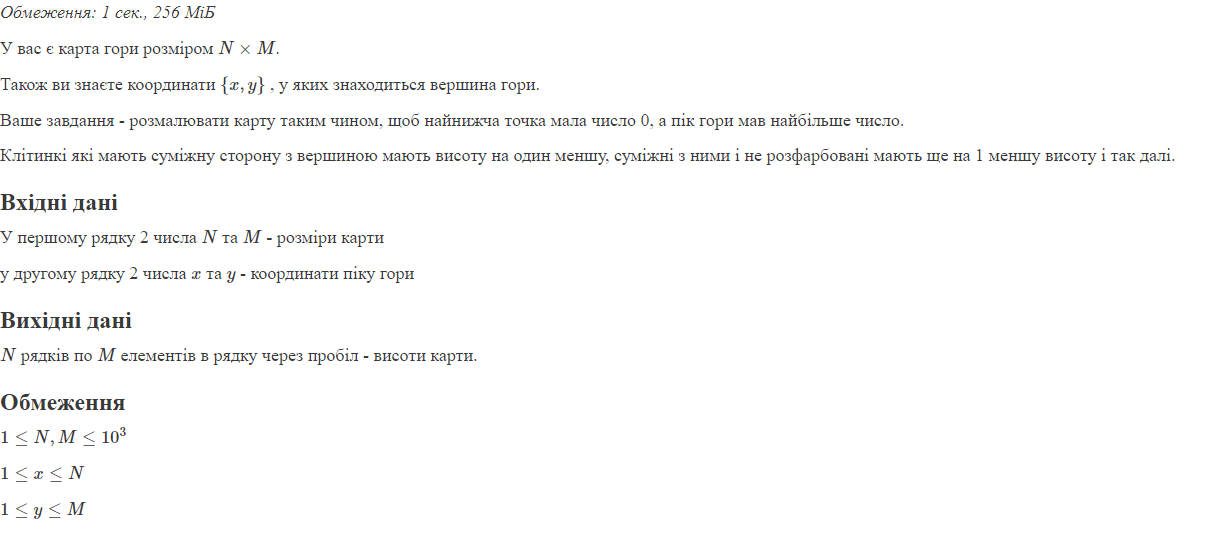 Обмеження: 1 сек., 256 МіБ
У вас є карта гори розміром N × M.
Також ви знаєте координати {x, y} , у яких знаходиться вершина гори.
Ваше завдання - розмалювати карту таким чином, щоб найнижча точка мала число 0, а пік гори мав найбільше число.
Клітинкі які мають суміжну сторону з вершиною мають висоту на один меншу, суміжні з ними і не розфарбовані мають ще на 1 меншу висоту і так далі.
Вхідні дані
У першому рядку 2 числа N та M - розміри карти
у другому рядку 2 числа x та y - координати піку гори
Вихідні дані
N рядків по M елементів в рядку через пробіл - висоти карти.
Обмеження
1 ≤ N, M ≤ 10³
1 ≤ x ≤ N
1 ≤ y ≤ M